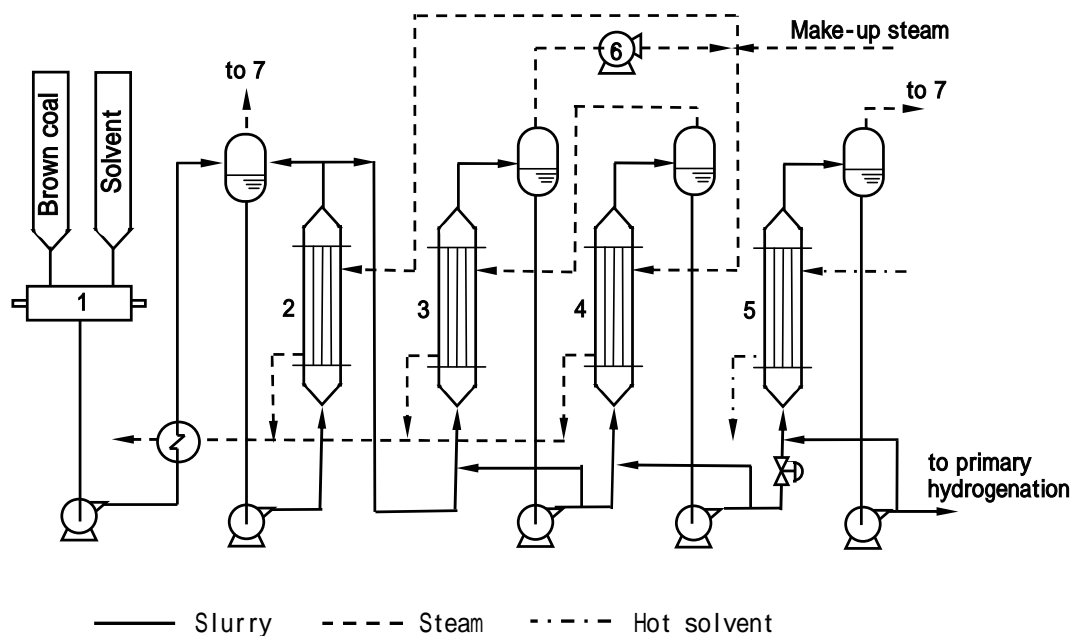 Make-up steam
6
to 7
to 7
Brown coal
Solvent
1
2
3
4
5
to primary
hydrogenation
Slurry
Steam
Hot solvent